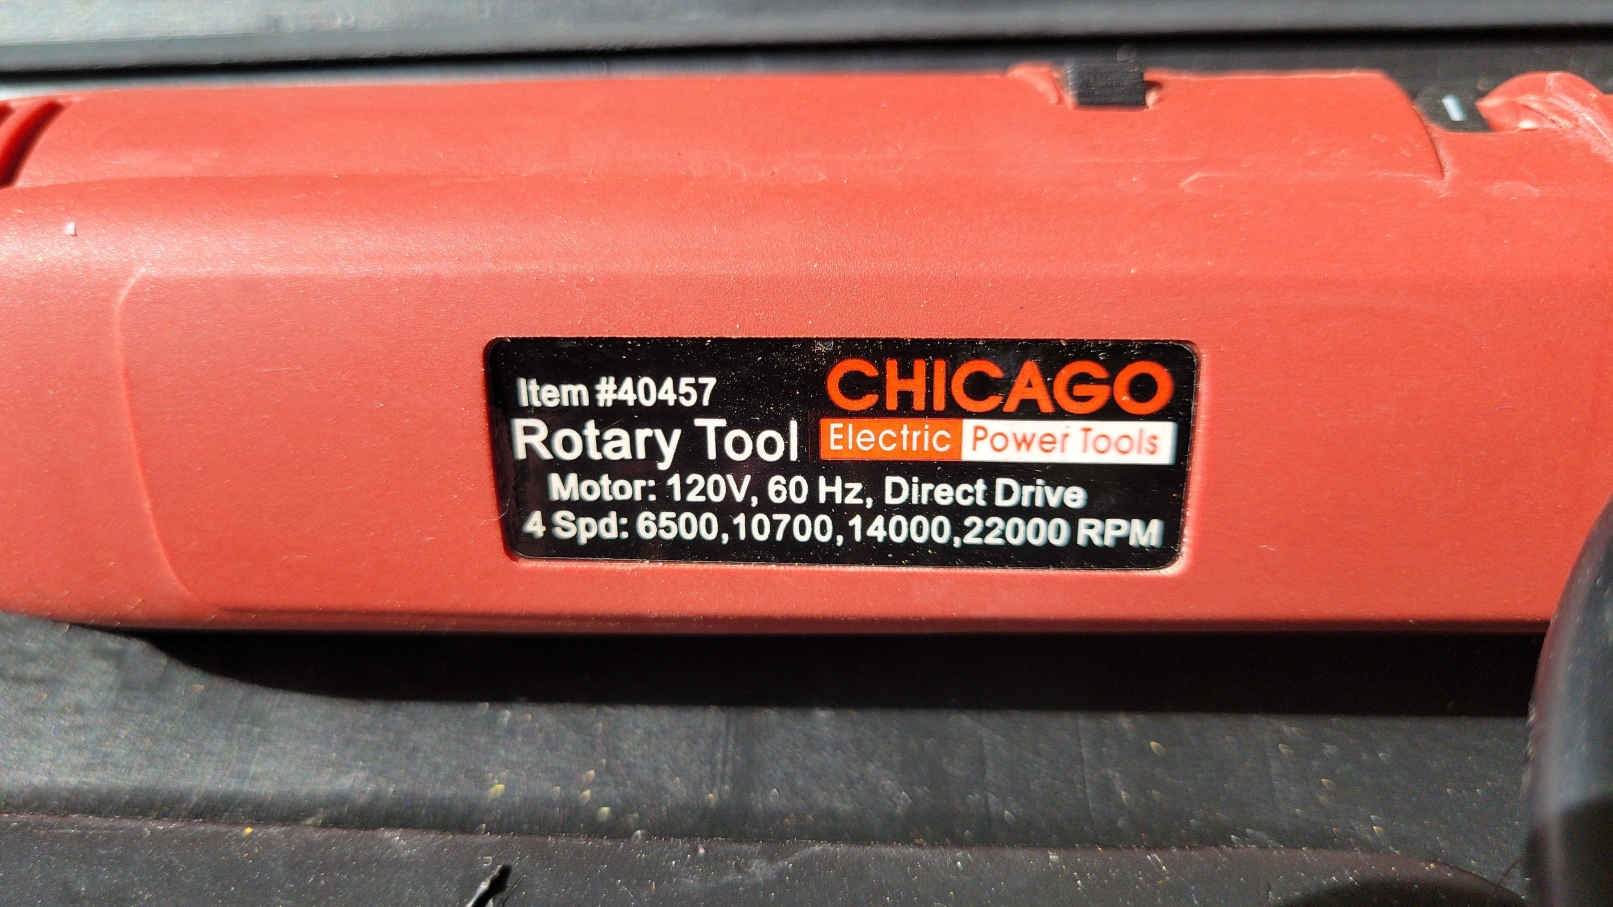 Item #40457
Rotary Tool
CHICAGO
Electric Power Tools
Motor: 120V, 60 Hz, Direct Drive
4 Spd: 6500,10700,14000,22000 RPM